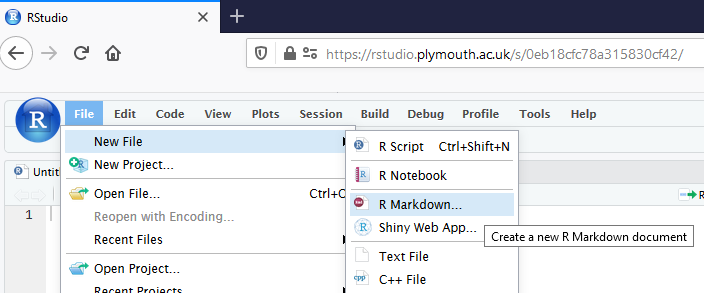 RStudio
https://rstudio.plymouth.ac.uk/s/0eb18cfc78a315830cf42/
R File Edit Code View Plots Session Build Debug Profile Tools Help
New File
R Script Ctrl+Shift+N
New Project...
R Notebook
Open File... Ctrl+O
R Markdown...
Reopen with Encoding...
Shiny Web App...
Create a new R Markdown document
Recent Files
Text File
Open Project...
C++ File
Recent Projects
Untit
1